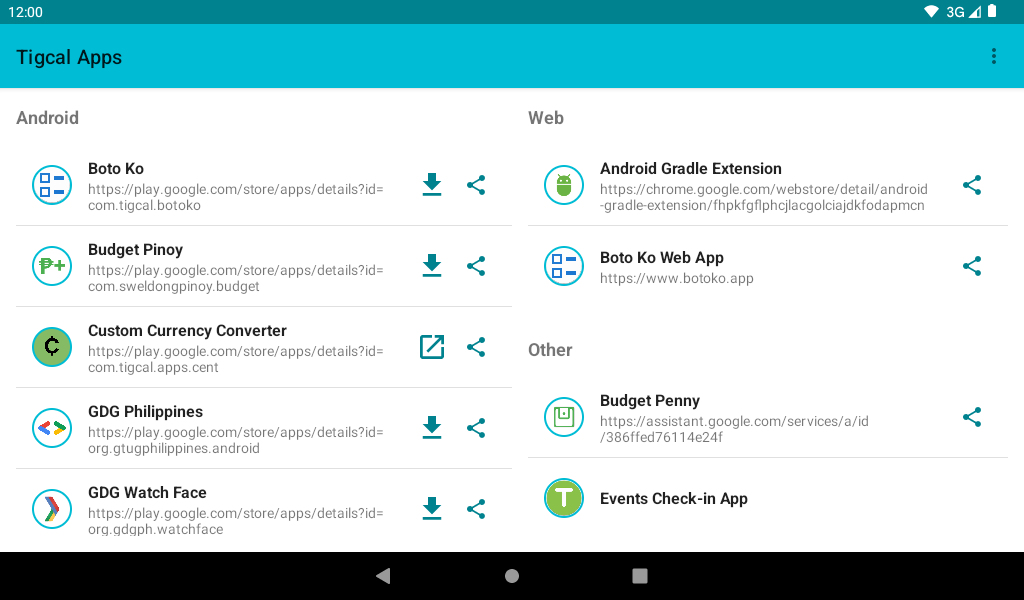 12:00
3G
Tigcal Apps
Android
Boto Ko
https://play.google.com/store/apps/details?id=
com.tigcal.botoko
Budget Pinoy
https://play.google.com/store/apps/details?id=
com.sweldongpinoy.budget
Custom Currency Converter
https://play.google.com/store/apps/details?id=
com.tigcal.apps.cent
GDG Philippines
https://play.google.com/store/apps/details?id=
org.gtugphilippines.android
GDG Watch Face
https://play.google.com/store/apps/details?id=
org.gdgph.watchface
Web
Android Gradle Extension
https://chrome.google.com/webstore/detail/android
-gradle-extension/fhpkfgflphcjlacgolciajdkfodapmcn
Boto Ko Web App
https://www.botoko.app
Other
Budget Penny
https://assistant.google.com/services/a/id
/386ffed76114e24f
T
Events Check-in App